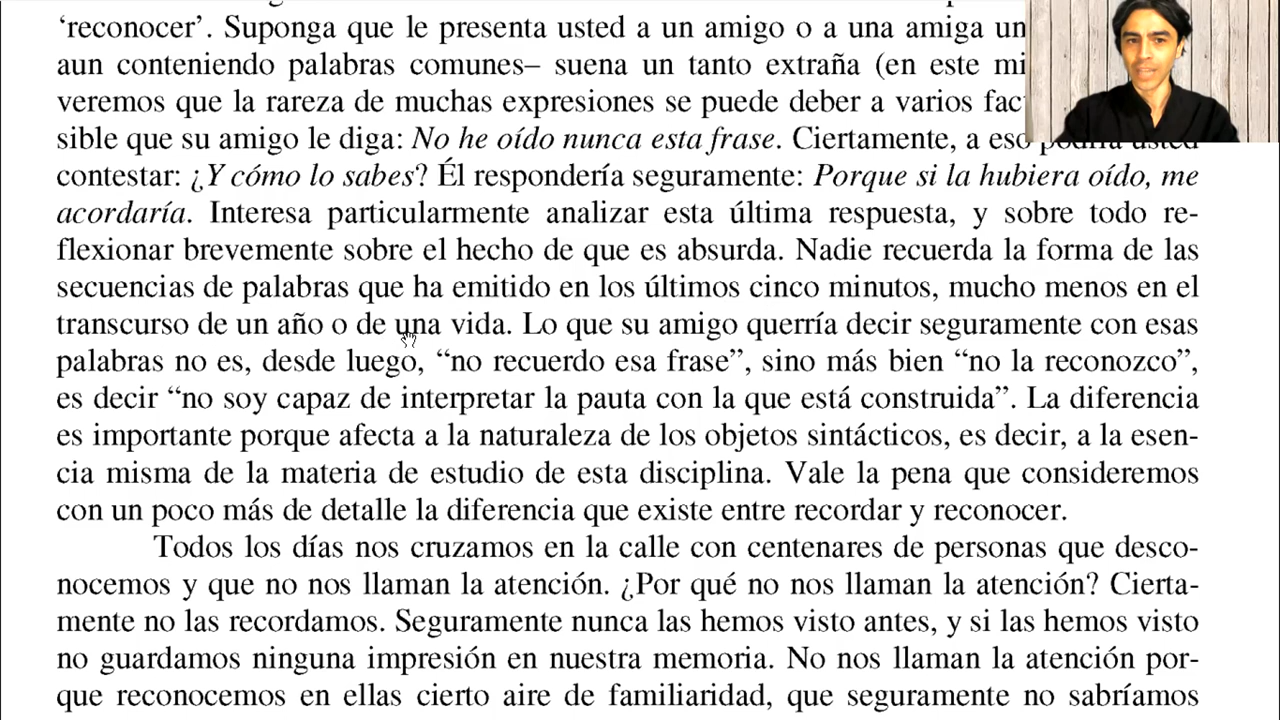 ‘reconocer’. Suponga que le presenta usted a un amigo o a una amiga un
aun conteniendo palabras comunes– suena un tanto extraña (en este mi
veremos que la rareza de muchas expresiones se puede deber a varios fac
sible que su amigo le diga: No he oído nunca esta frase. Ciertamente, a eso podría usted
contestar: ¿Y cómo lo sabes? Él respondería seguramente: Porque si la hubiera oído, me
acordaría. Interesa particularmente analizar esta última respuesta, y sobre todo re-
flexionar brevemente sobre el hecho de que es absurda. Nadie recuerda la forma de las
secuencias de palabras que ha emitido en los últimos cinco minutos, mucho menos en el
transcurso de un año o de una vida. Lo que su amigo querría decir seguramente con esas
palabras no es, desde luego, “no recuerdo esa frase”, sino más bien “no la reconozco”,
es decir “no soy capaz de interpretar la pauta con la que está construida”. La diferencia
es importante porque afecta a la naturaleza de los objetos sintácticos, es decir, a la esen-
cia misma de la materia de estudio de esta disciplina. Vale la pena que consideremos
con un poco más de detalle la diferencia que existe entre recordar y reconocer.
Todos los días nos cruzamos en la calle con centenares de personas que desco-
nocemos y que no nos llaman la atención. ¿Por qué no nos llaman la atención? Cierta-
mente no las recordamos. Seguramente nunca las hemos visto antes, y si las hemos visto
no guardamos ninguna impresión en nuestra memoria. No nos llaman la atención por-
que reconocemos en ellas cierto aire de familiaridad, que seguramente no sabríamos